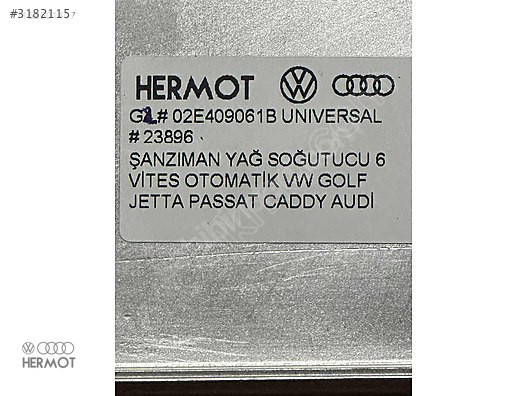 #3182115
HERMOT
# 02E409061B UNIVERSAL
# 23896
ŞANZIMAN YAĞ SOĞUTUCU 6
VİTES OTOMATİK VW GOLF
JETTA PASSAT CADDY AUDİ
HERMOT